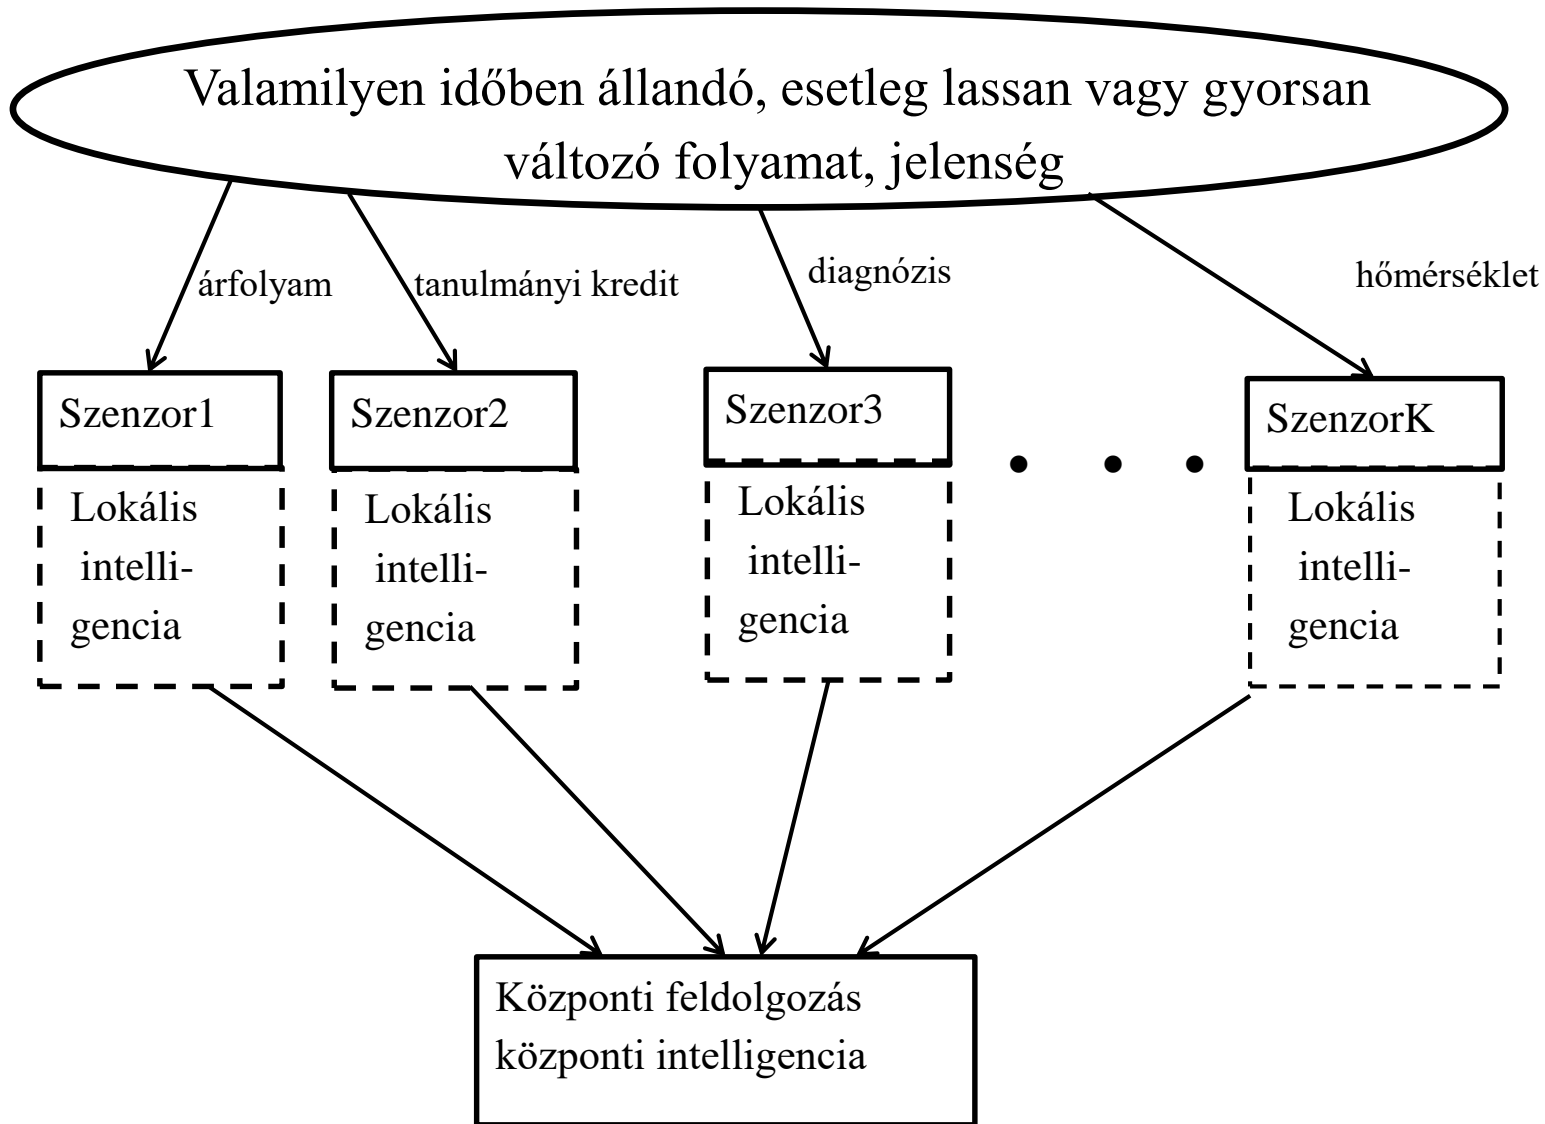 Valamilyen időben állandó, esetleg lassan vagy gyorsan
változó folyamat, jelenség
árfolyam
tanulmányi kredit
diagnózis
hőmérséklet
Szenzor1
Szenzor2
Szenzor3
SzenzorK
Lokális
intelli-
gencia
Lokális
intelli-
gencia
Lokális
intelli-
gencia
Lokális
intelli-
gencia
Központi feldolgozás
központi intelligencia